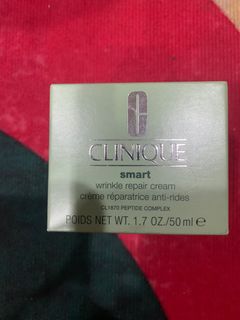 CLINIQUE
smart
wrinkle repair cream
crème réparatrice anti-rides
CL1870 PEPTIDE COMPLEX
POIDS NET WT. 1.7 OZ./50 ml ℮